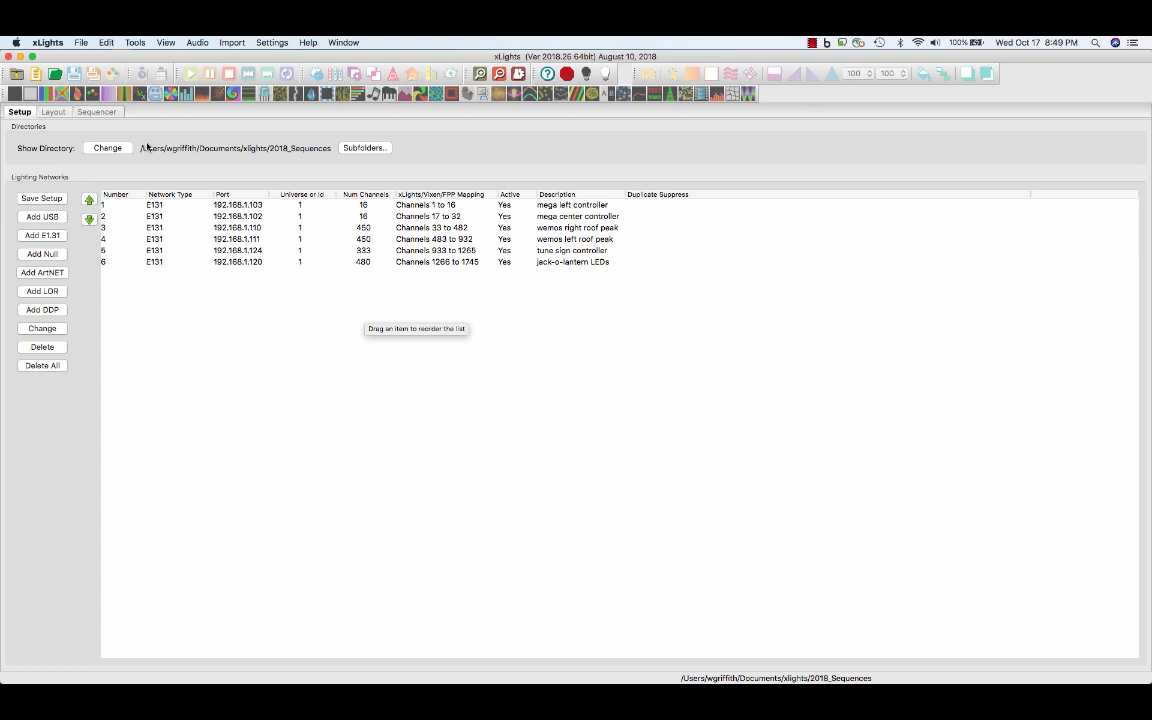 xLights File Edit Tools View Audio Import Settings Help Window 100% Wed Oct 17 8:49 PM
xLights (Ver 2018.26 64bit) August 10, 2018
100 100
Setup Layout Sequencer
Directories
Show Directory: Change /Users/wgriffith/Documents/xlights/2018_Sequences Subfolders..
Lighting Networks
Save Setup
Add USB
Add E1.31
Add Null
Add ArtNET
Add LOR
Add DDP
Change
Delete
Delete All
Number Network Type Port Universe or Id Num Channels xLights/Vixen/FPP Mapping Active Description Duplicate Suppress
1 E131 192.168.1.103 1 16 Channels 1 to 16 Yes mega left controller
2 E131 192.168.1.102 1 16 Channels 17 to 32 Yes mega center controller
3 E131 192.168.1.110 1 450 Channels 33 to 482 Yes wemos right roof peak
4 E131 192.168.1.111 1 450 Channels 483 to 932 Yes wemos left roof peak
5 E131 192.168.1.124 1 333 Channels 933 to 1265 Yes tune sign controller
6 E131 192.168.1.120 1 480 Channels 1266 to 1745 Yes jack-o-lantern LEDs
Drag an item to reorder the list
/Users/wgriffith/Documents/xlights/2018_Sequences